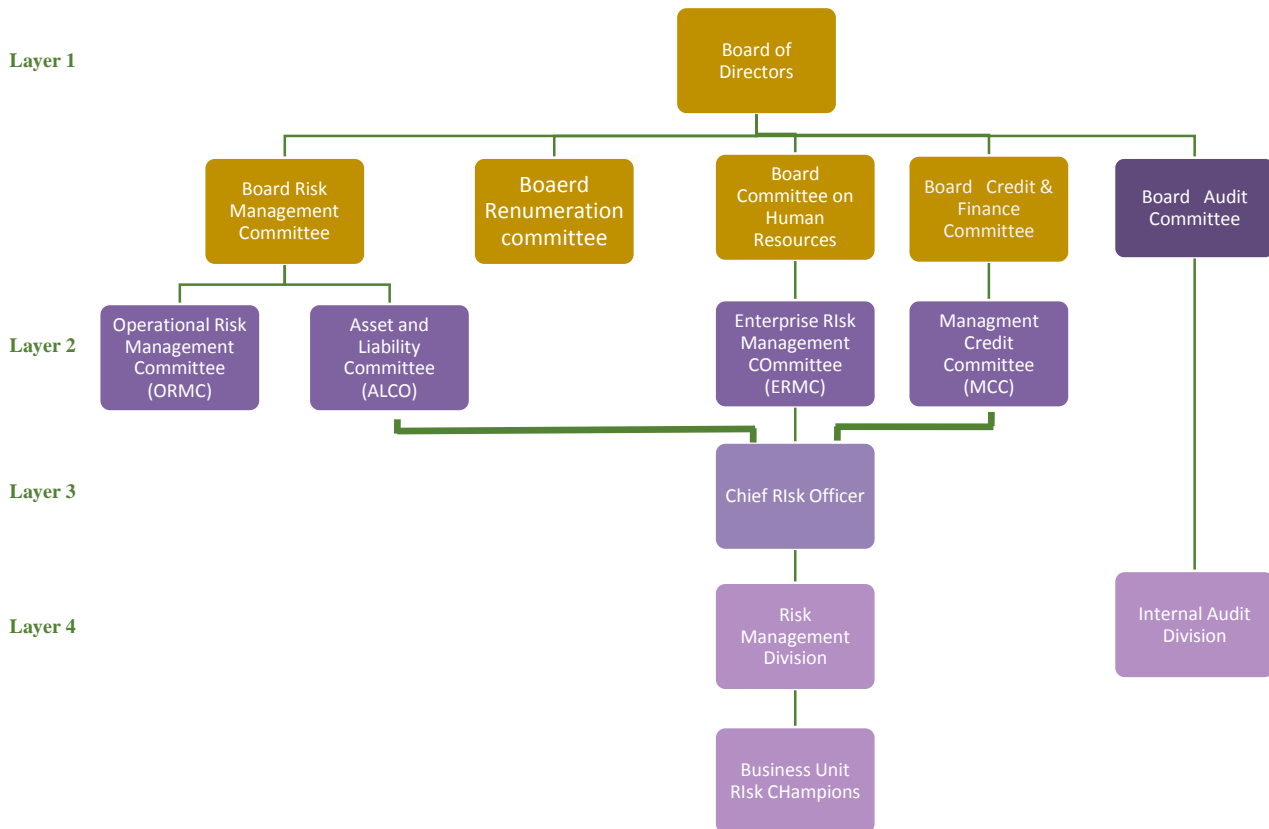 Layer 1
Board of
Directors
Board Risk
Management
Committee
Boaerd
Renumeration
committee
Board
Committee on
Human
Resources
Board Credit &
Finance
Committee
Board Audit
Committee
Layer 2
Operational Risk
Management
Committee
(ORMC)
Asset and
Liability
Committee
(ALCO)
Enterprise RIsk
Management
COmmittee
(ERMC)
Managment
Credit
Committee
(MCC)
Layer 3
Chief RIsk Officer
Layer 4
Risk
Management
Division
Internal Audit
Division
Business Unit
RIsk CHampions